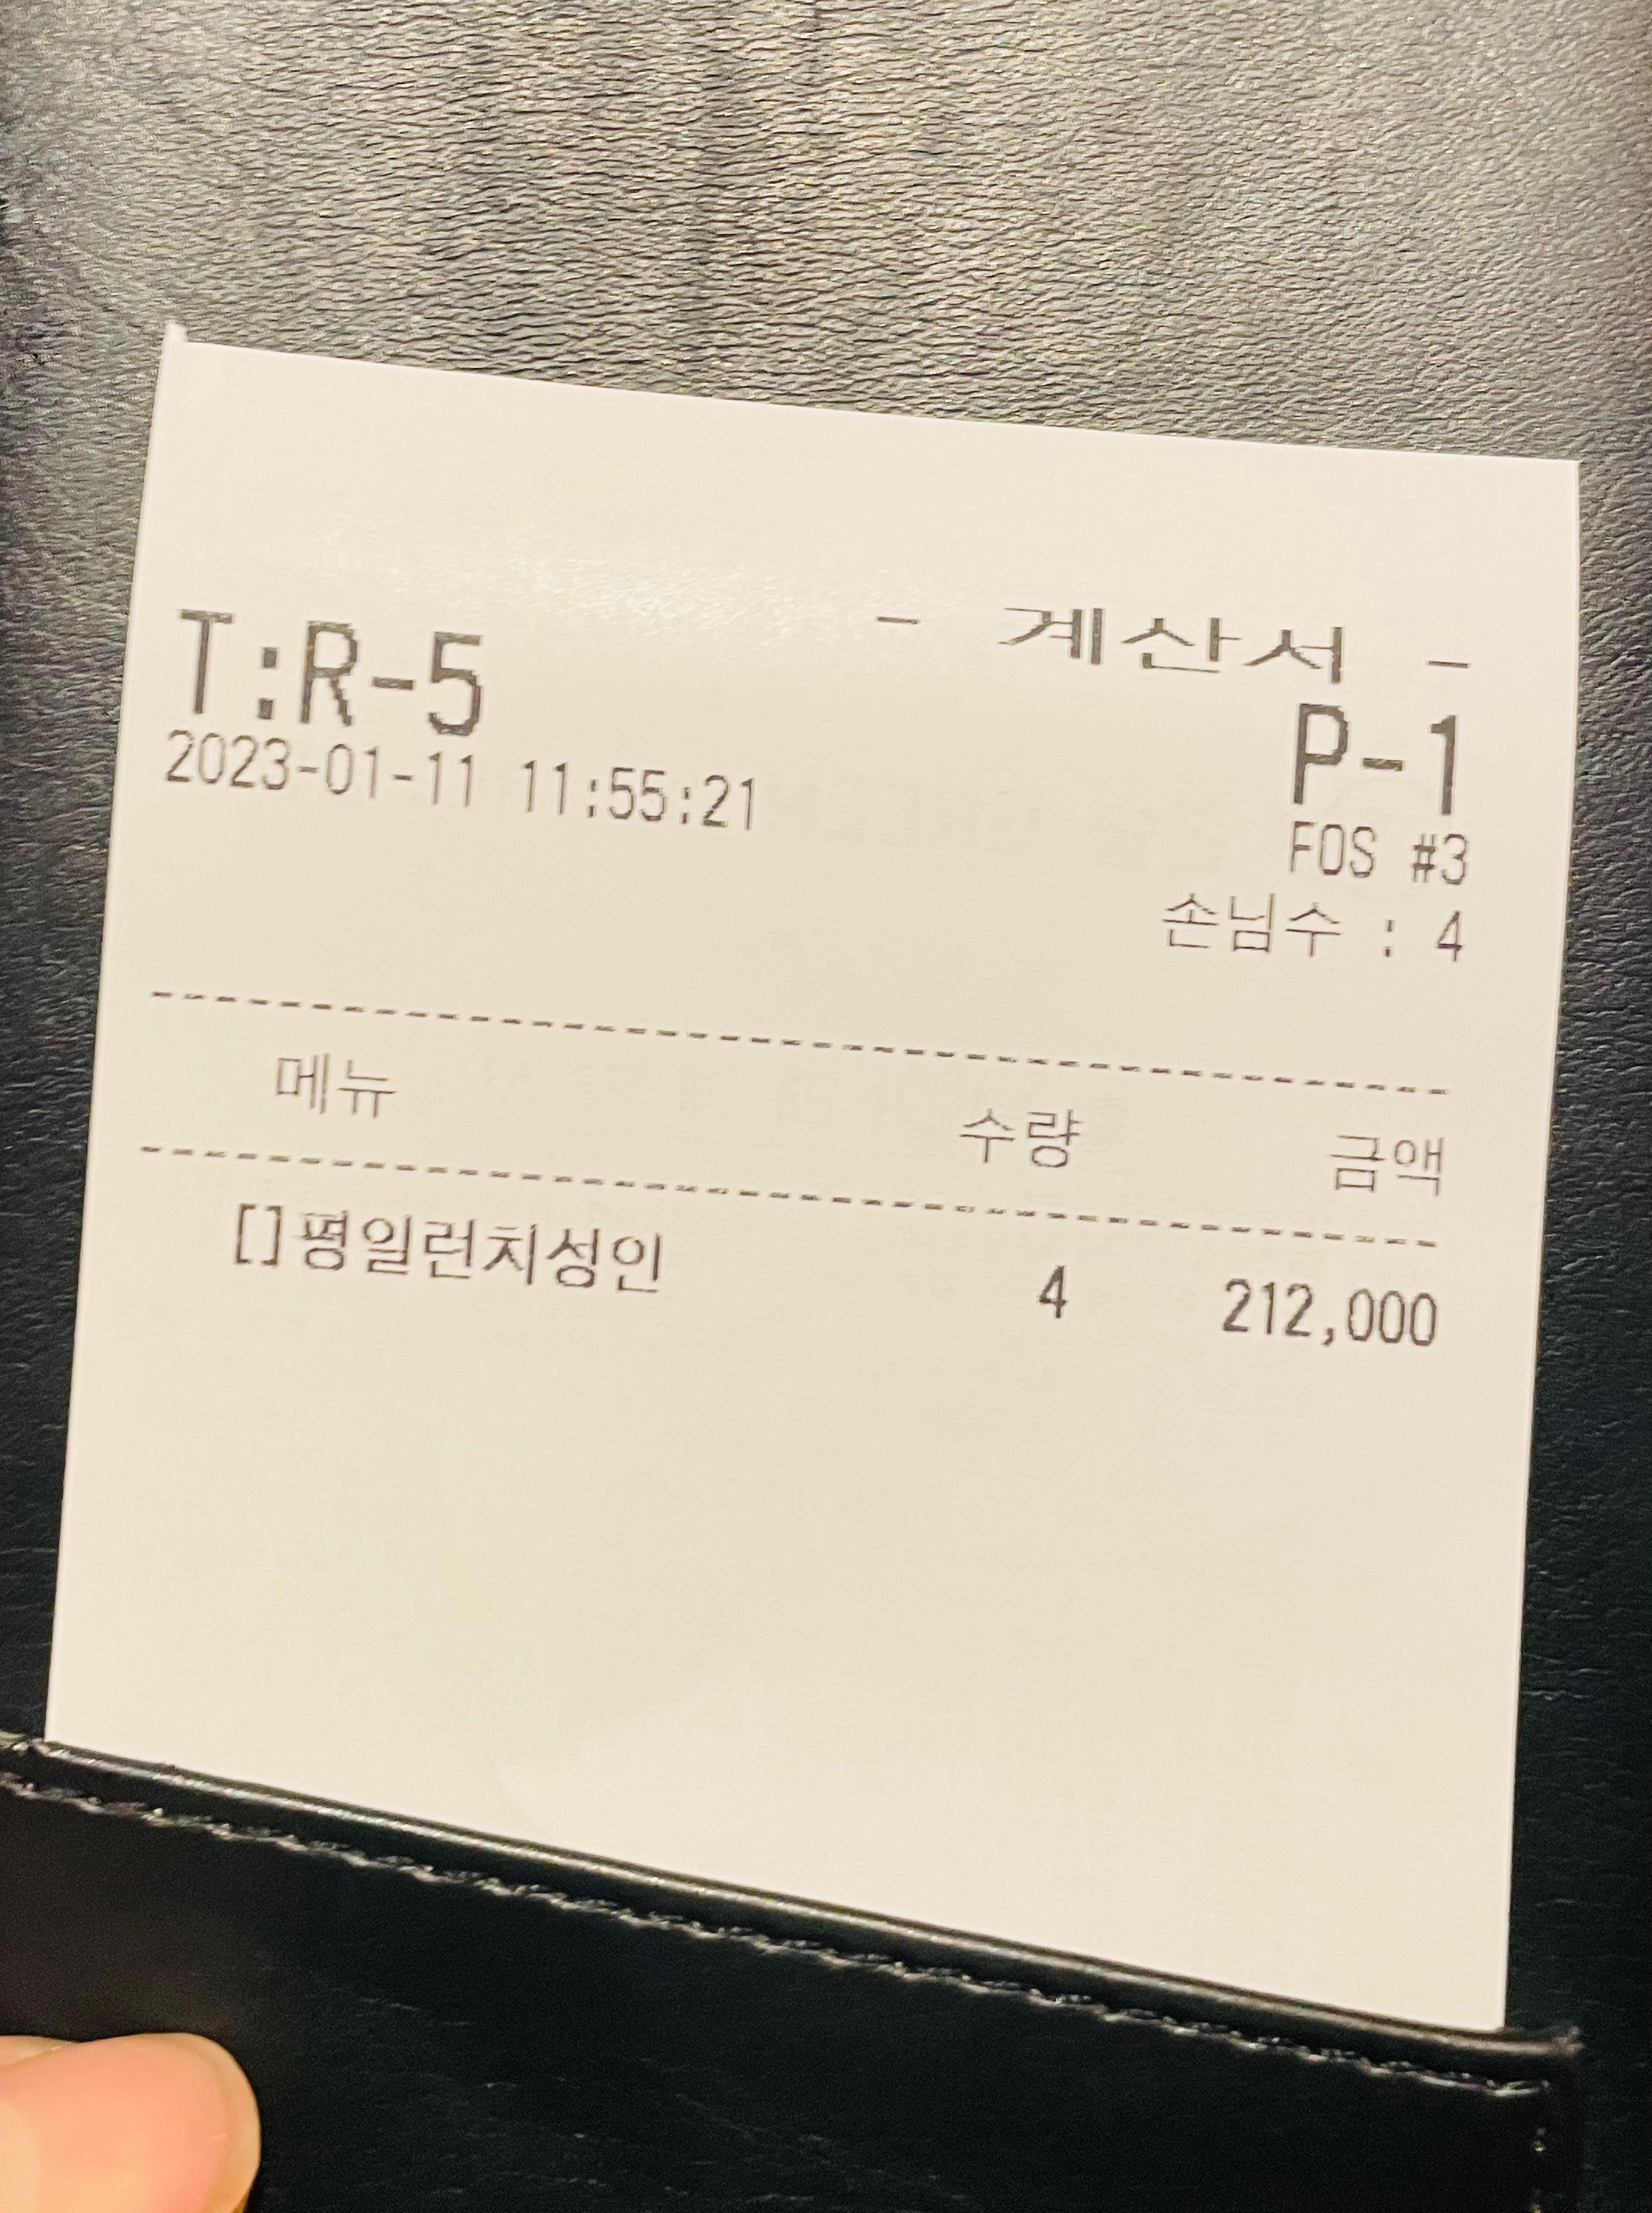 - 계산서 -
T:R-5 P-1
2023-01-11 11:55:21 FOS #3
손님수 : 4
메뉴 수량 금액
[]평일런치성인 4 212,000